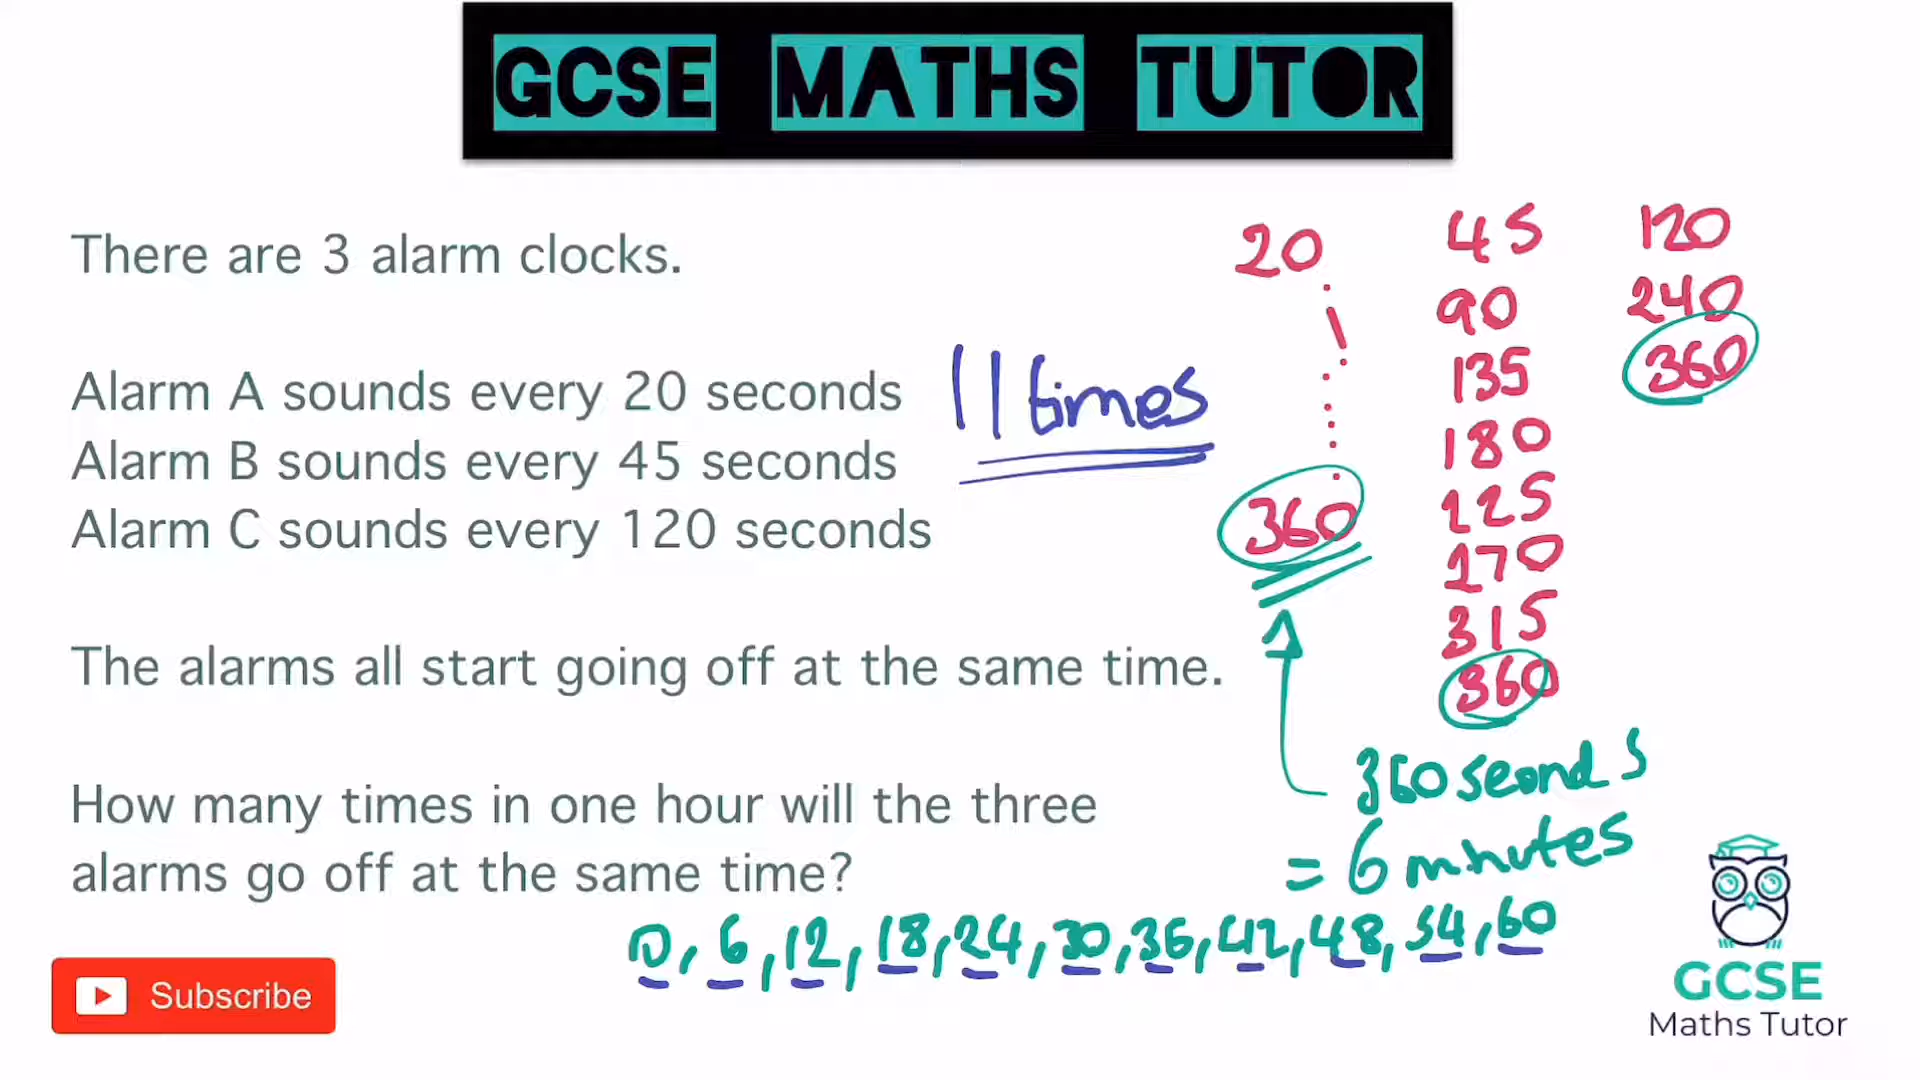 GCSE MATHS TUTOR
There are 3 alarm clocks.
Alarm A sounds every 20 seconds
Alarm B sounds every 45 seconds
Alarm C sounds every 120 seconds
11 times
The alarms all start going off at the same time.
How many times in one hour will the three
alarms go off at the same time?
20
360
45
90
135
180
225
270
315
360
120
240
360
360 seonds
= 6 minutes
0, 6, 12, 18, 24, 30, 36, 42, 48, 54, 60
Subscribe
GCSE
Maths Tutor